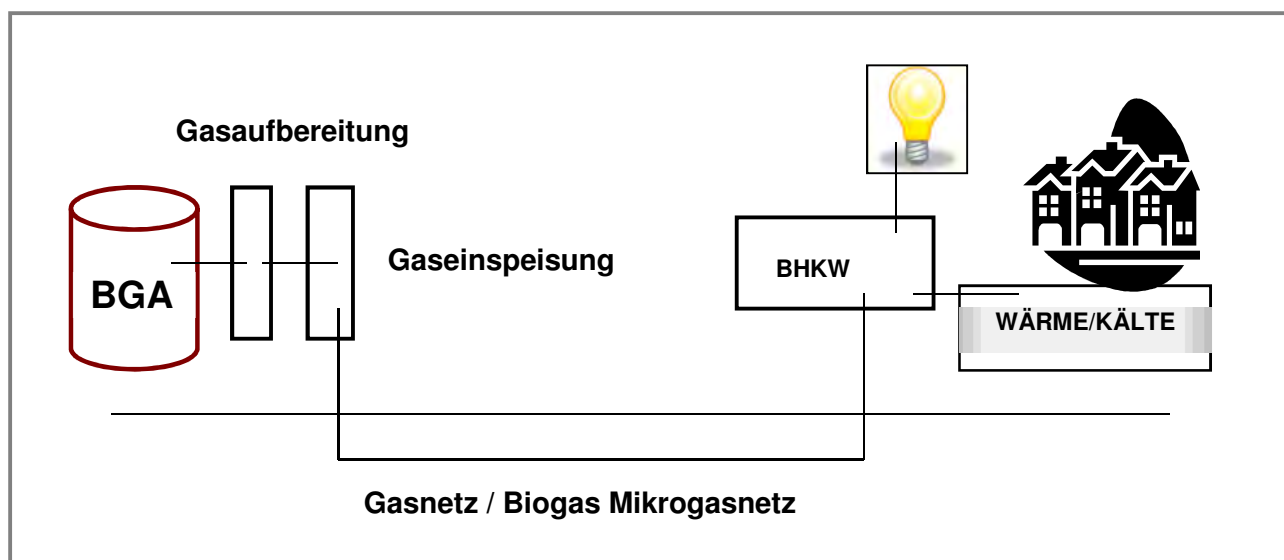 Gasaufbereitung
BGA
Gaseinspeisung
BHKW
WÄRME/KÄLTE
Gasnetz / Biogas Mikrogasnetz